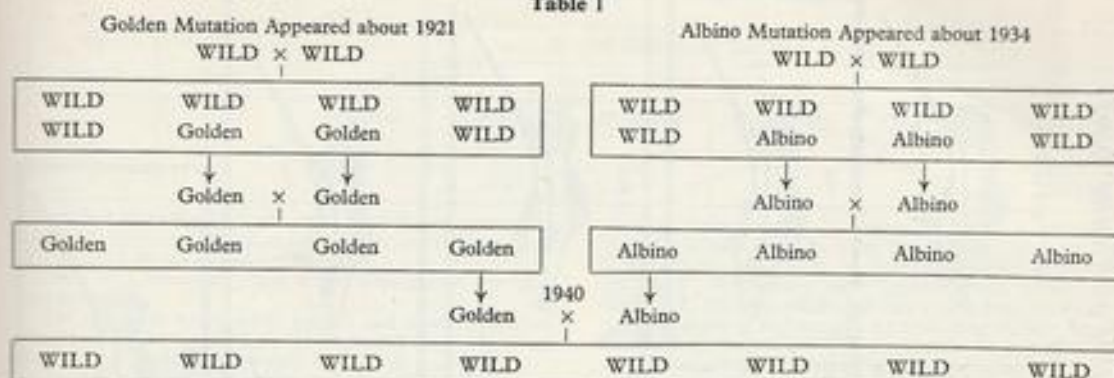 Table 1
Golden Mutation Appeared about 1921
WILD × WILD
WILD WILD WILD WILD
WILD Golden Golden WILD
Golden × Golden
Golden Golden Golden Golden
Albino Mutation Appeared about 1934
WILD × WILD
WILD WILD WILD WILD
WILD Albino Albino WILD
Albino × Albino
Albino Albino Albino Albino
1940
Golden × Albino
WILD WILD WILD WILD WILD WILD WILD WILD